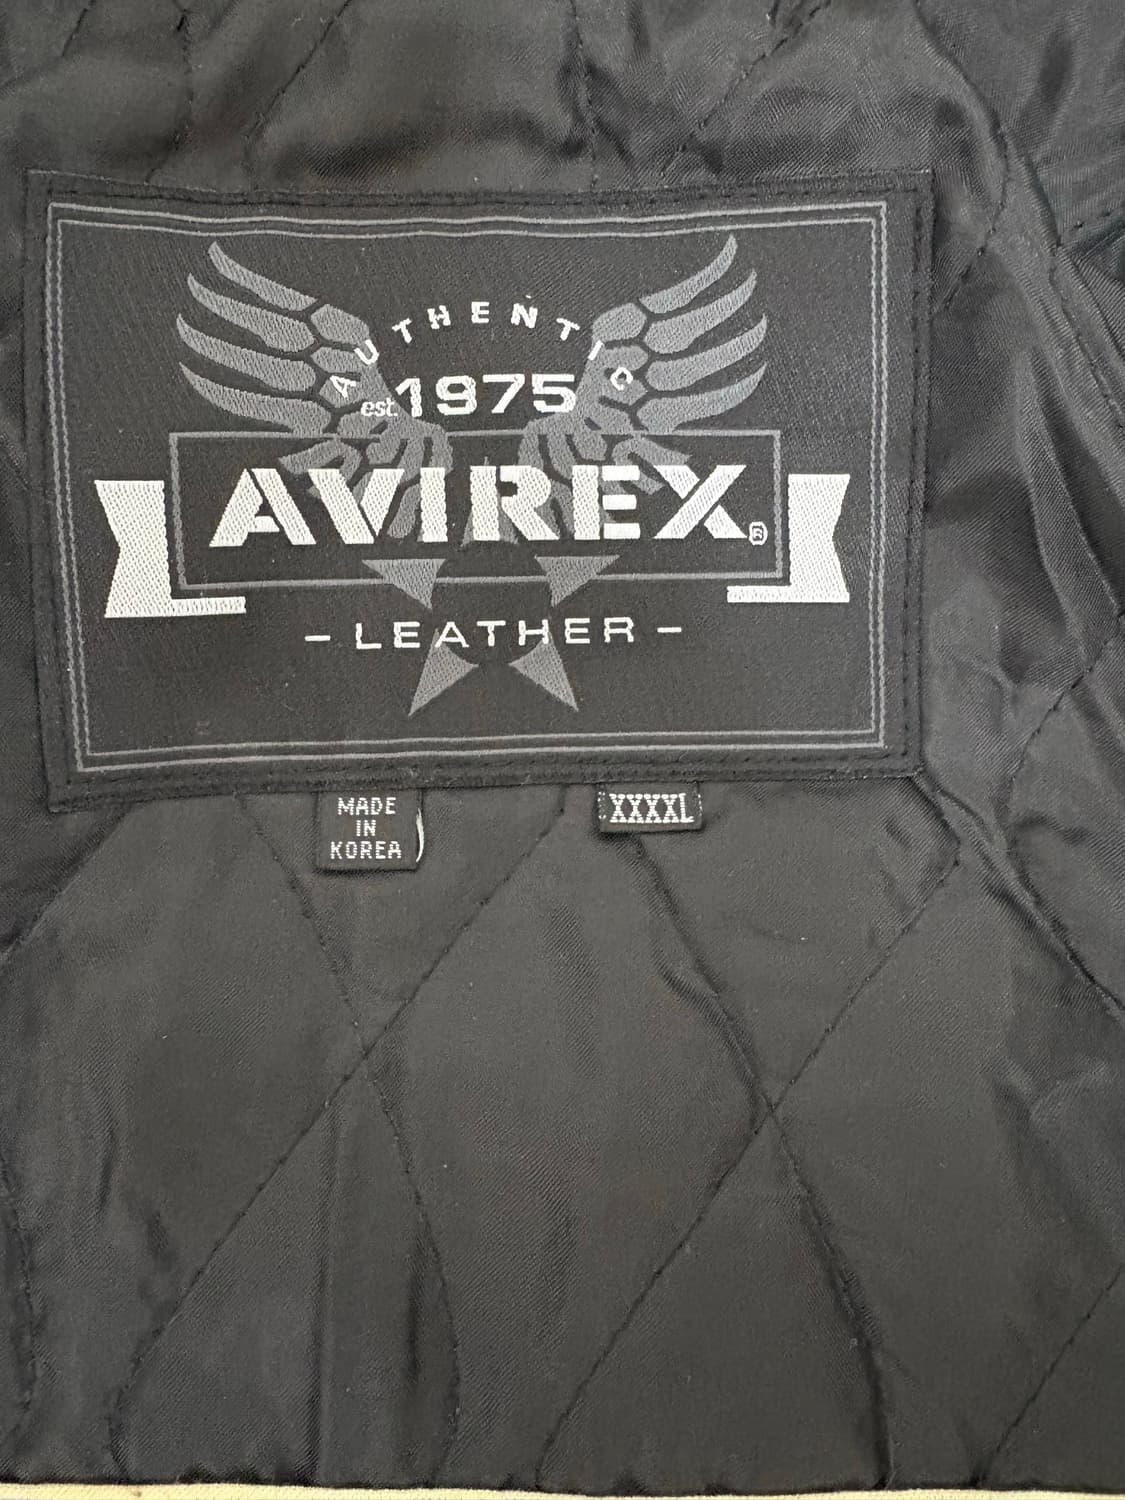 AUTHENTIC
est.1975
AVIREX®
- LEATHER -
MADE
IN
KOREA
XXXXL